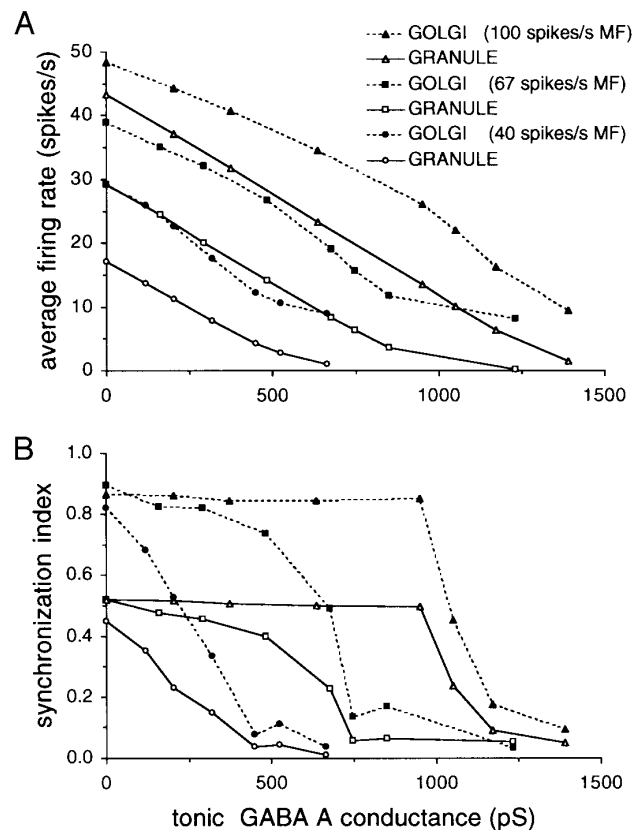 A
GOLGI (100 spikes/s MF)
GRANULE
GOLGI (67 spikes/s MF)
GRANULE
GOLGI (40 spikes/s MF)
GRANULE
average firing rate (spikes/s)
50
40
30
20
10
0
0
500
1000
1500
B
synchronization index
1.0
0.8
0.6
0.4
0.2
0.0
0
500
1000
1500
tonic GABA A conductance (pS)